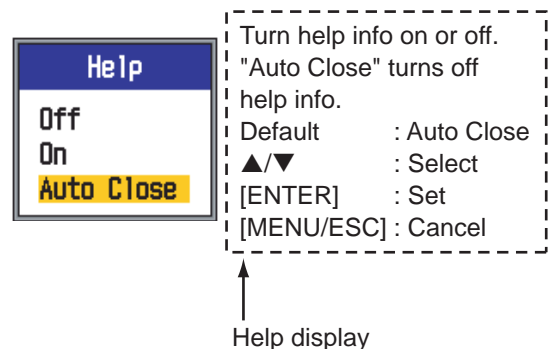 Help
Off
On
Auto Close
Turn help info on or off.
"Auto Close" turns off
help info.
Default : Auto Close
▲/▼ : Select
[ENTER] : Set
[MENU/ESC] : Cancel
Help display